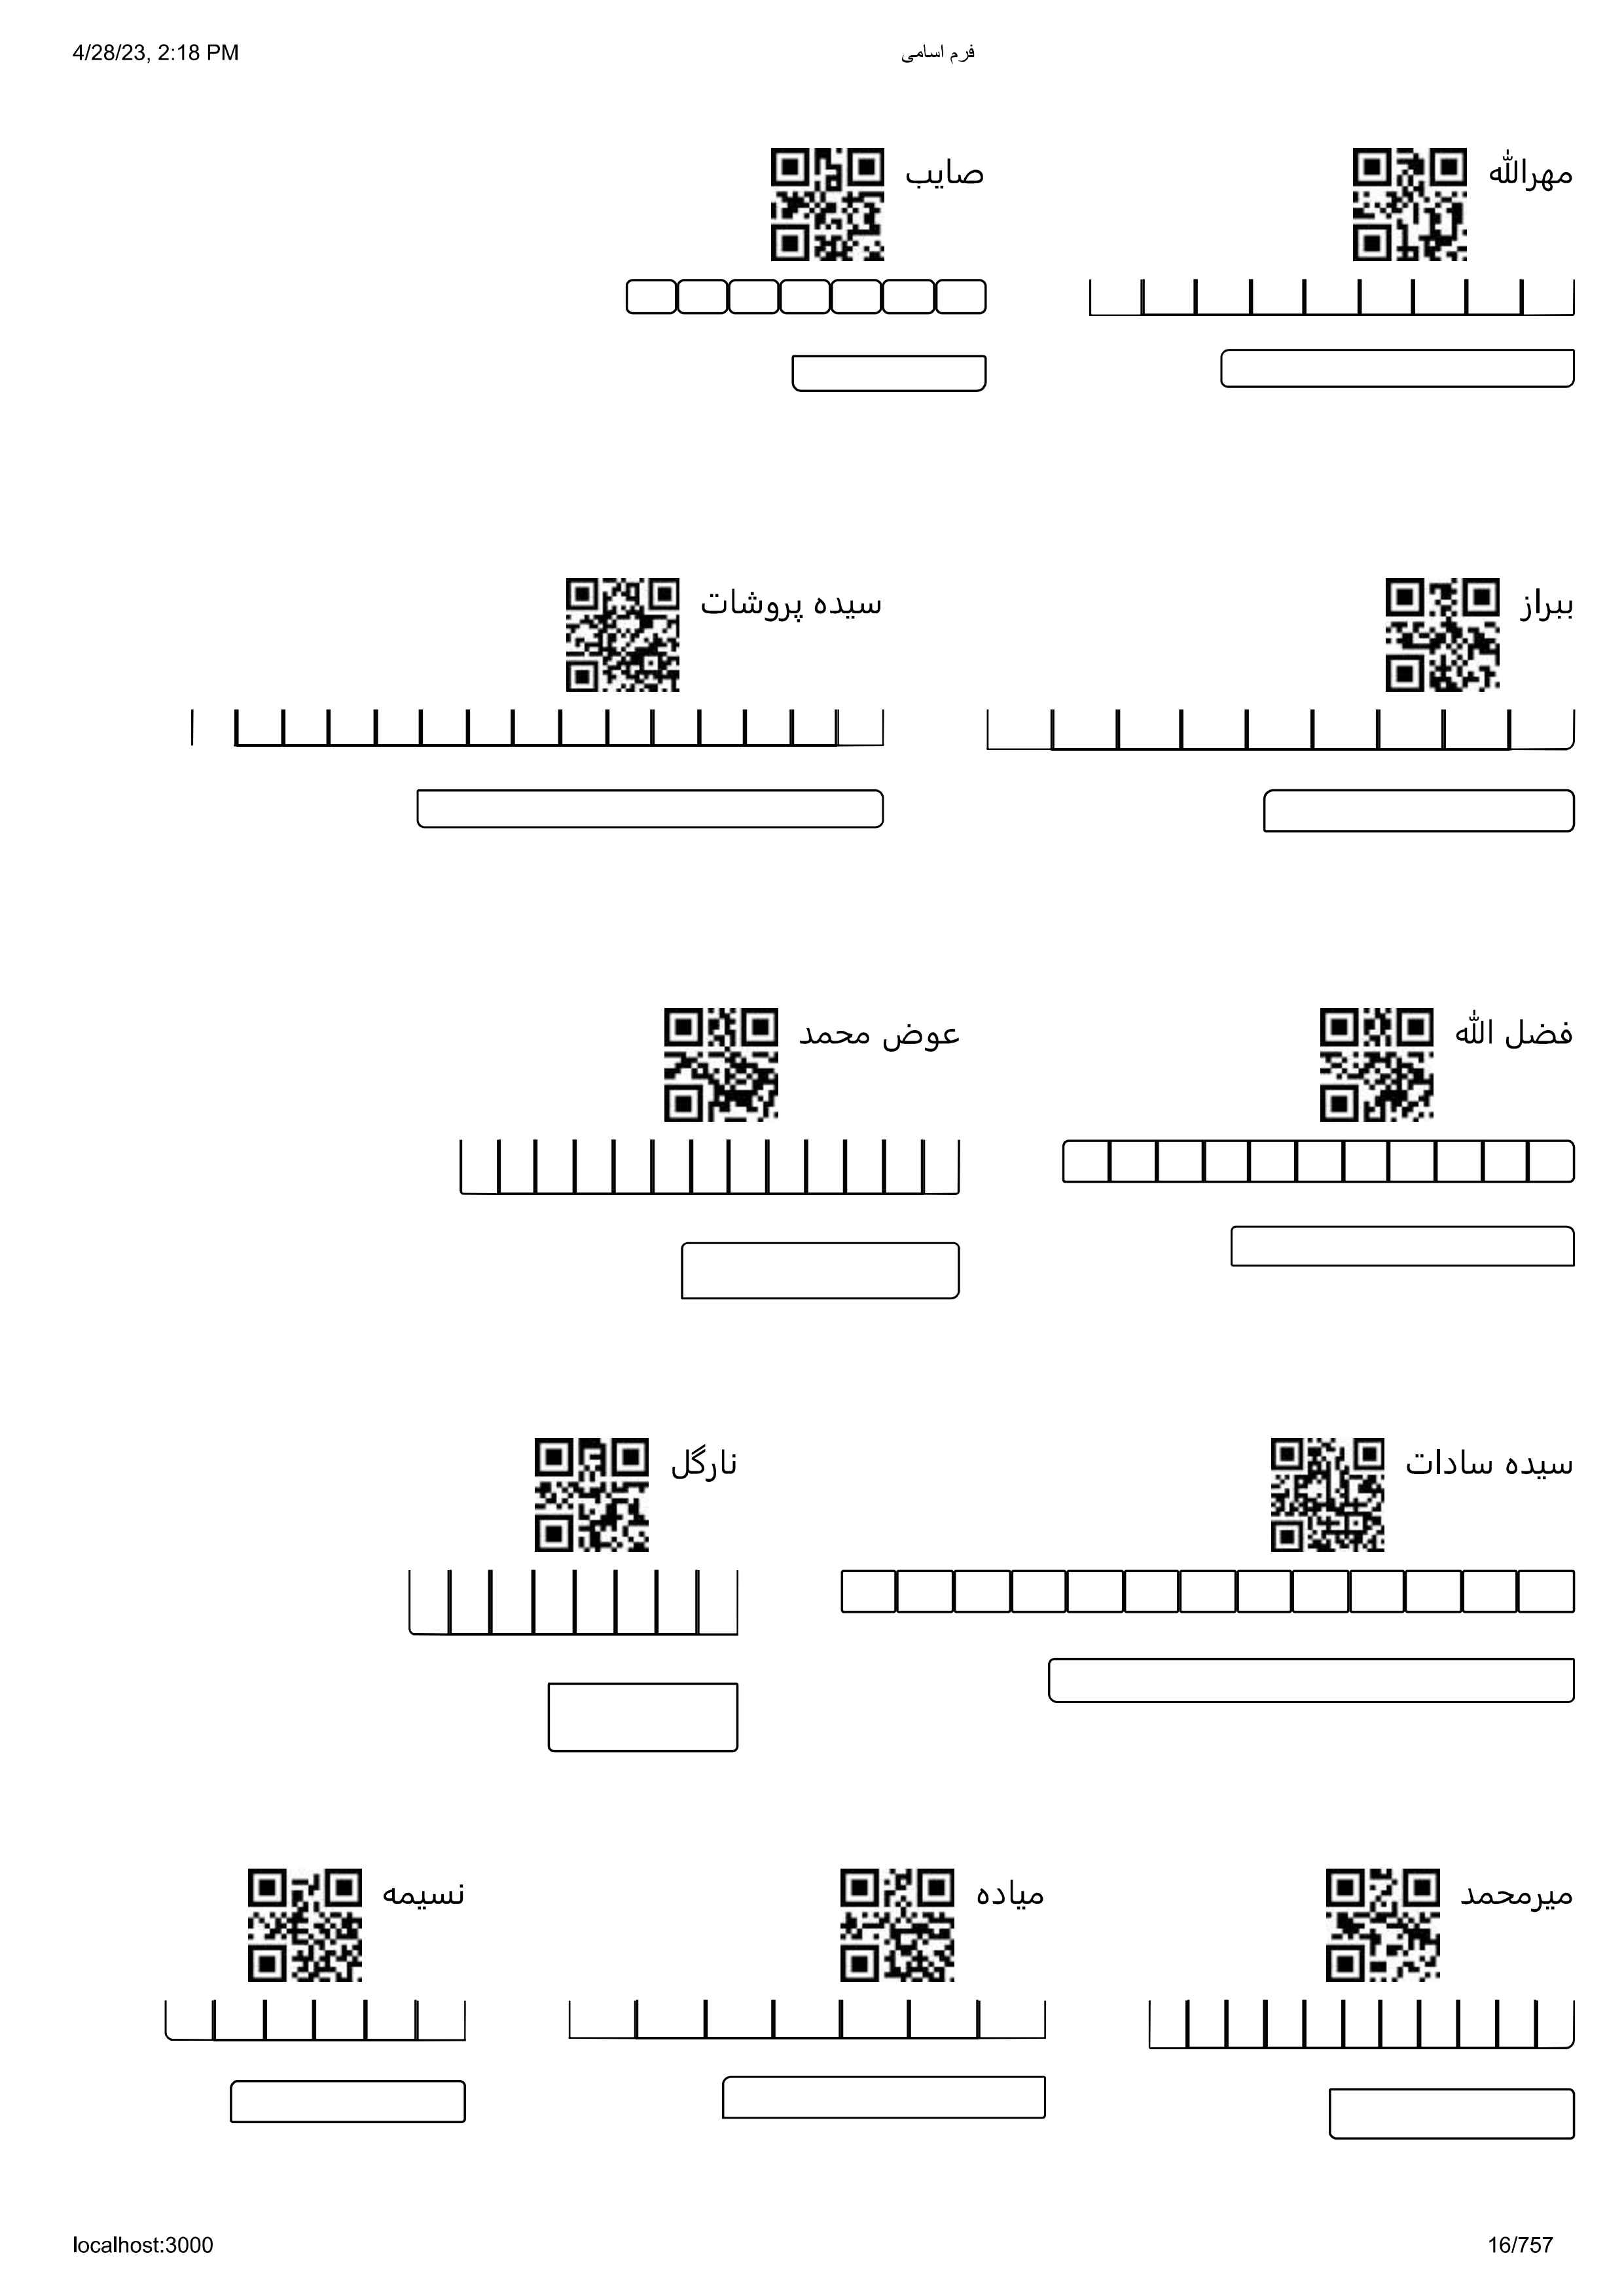 4/28/23, 2:18 PM
فرم اسامی
مهرالله
صایب
ببراز
سیده پروشات
فضل الله
عوض محمد
سیده سادات
نارگل
میرمحمد
میاده
نسیمه
localhost:3000
16/757